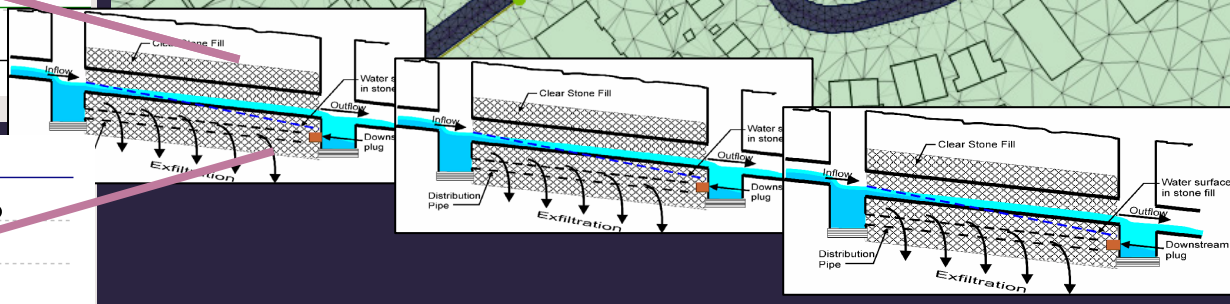 Clear Stone Fill
Inflow
Water s
in stone
Outflow
Downs
plug
Exfiltration
Clear Stone Fill
Inflow
Water s
in stone
Outflow
Downs
plug
Distribution
Pipe
Exfiltration
Clear Stone Fill
Inflow
Water surface
in stone fill
Outflow
Downstream
plug
Distribution
Pipe
Exfiltration